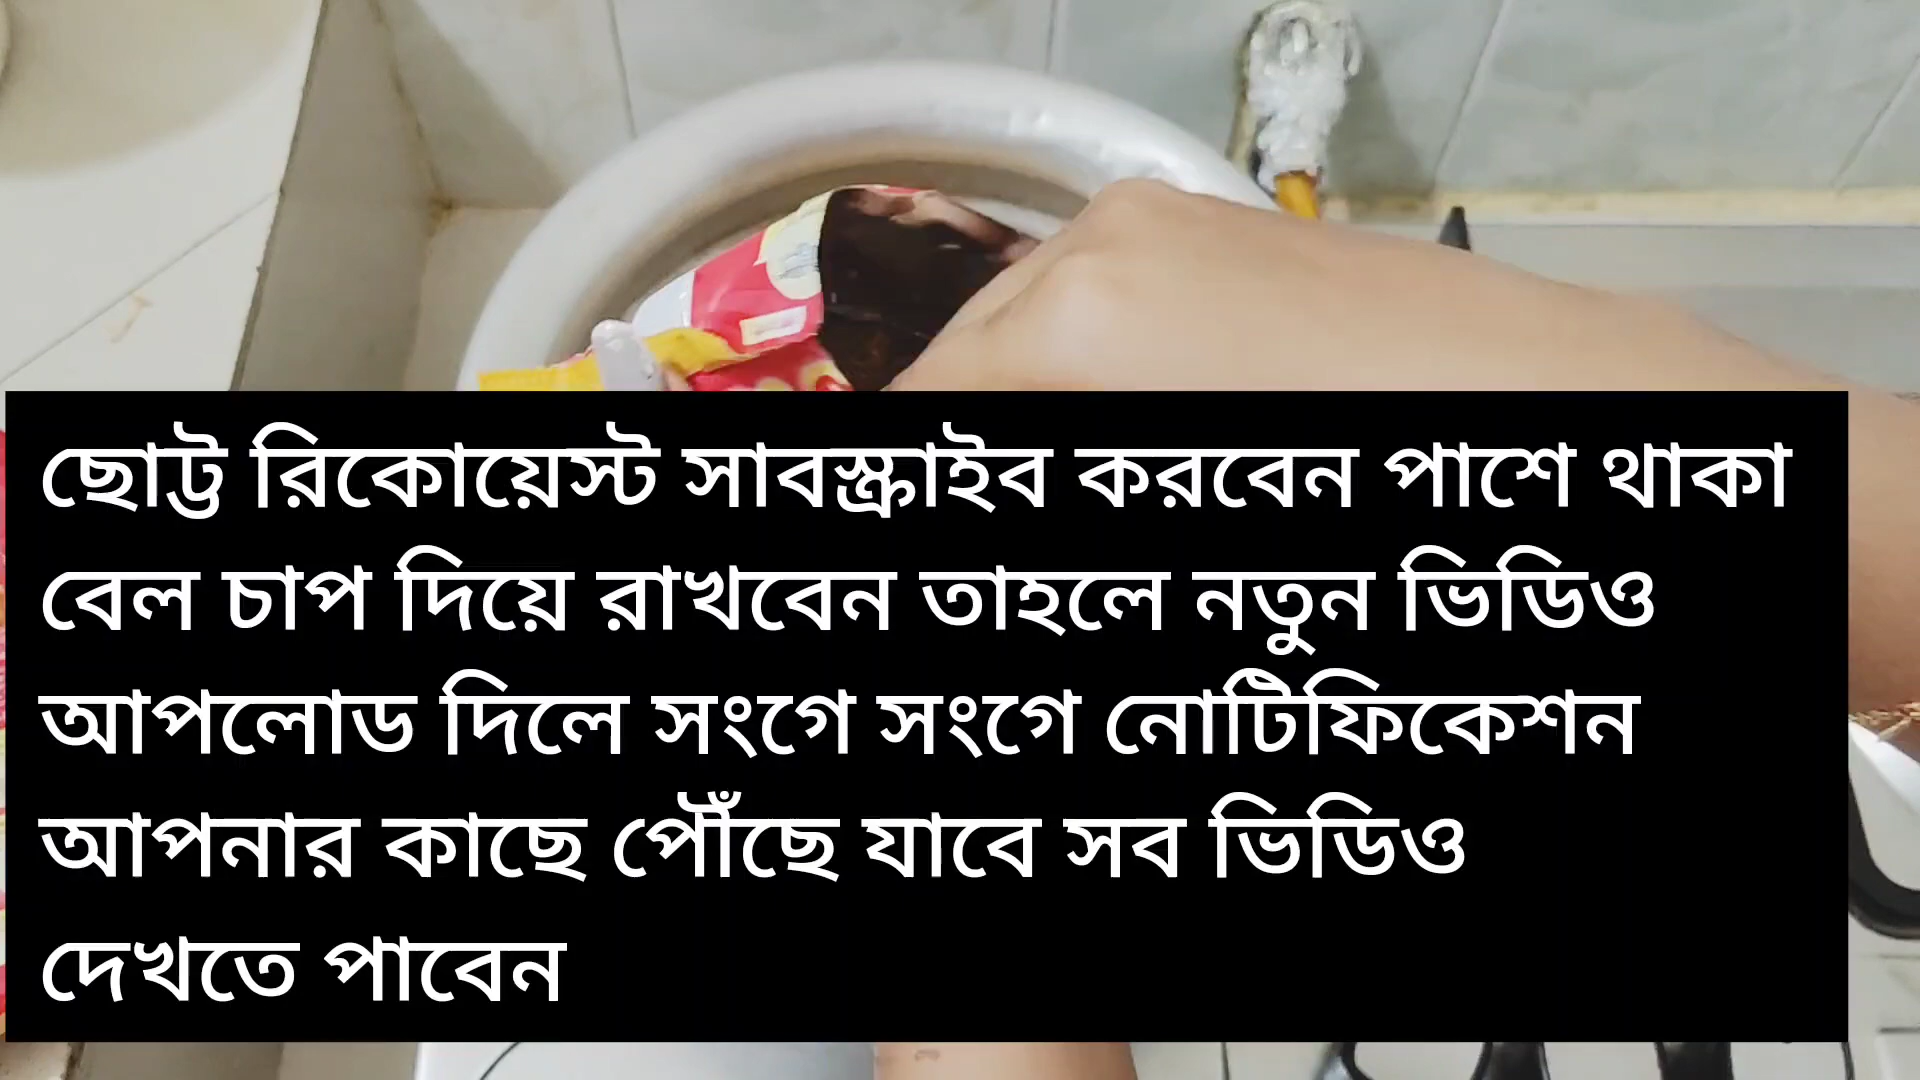 ছোট্ট রিকোয়েস্ট সাবস্ক্রাইব করবেন পাশে থাকা
বেল চাপ দিয়ে রাখবেন তাহলে নতুন ভিডিও
আপলোড দিলে সংগে সংগে নোটিফিকেশন
আপনার কাছে পৌঁছে যাবে সব ভিডিও
দেখতে পাবেন